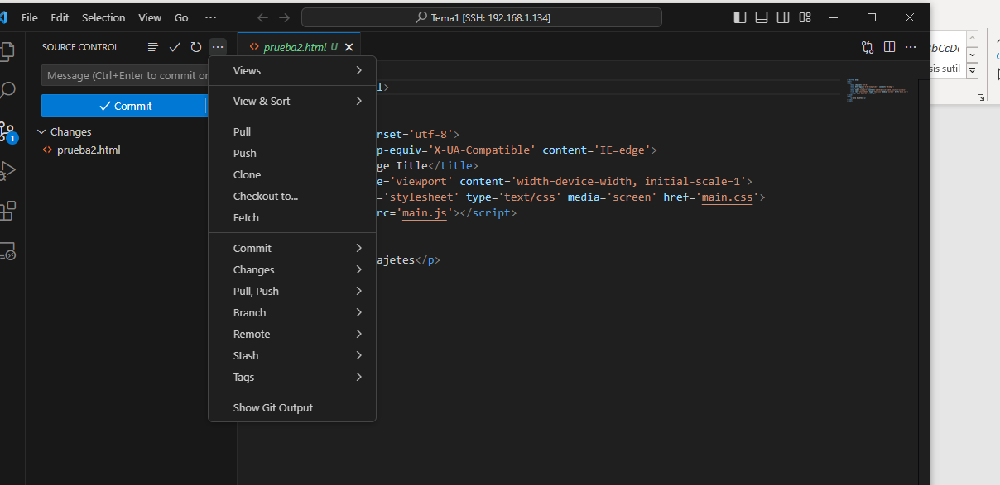 File Edit Selection View Go ··· Tema1 [SSH: 192.168.1.134]
SOURCE CONTROL
prueba2.html U
Message (Ctrl+Enter to commit or
Commit
Changes
prueba2.html
1
Views
View & Sort
Pull
Push
Clone
Checkout to...
Fetch
Commit
Changes
Pull, Push
Branch
Remote
Stash
Tags
Show Git Output
l>
rset='utf-8'>
p-equiv='X-UA-Compatible' content='IE=edge'>
ge Title</title>
e='viewport' content='width=device-width, initial-scale=1'>
='stylesheet' type='text/css' media='screen' href='main.css'>
rc='main.js'></script>
ajetes</p>
bCcD
sis sutil